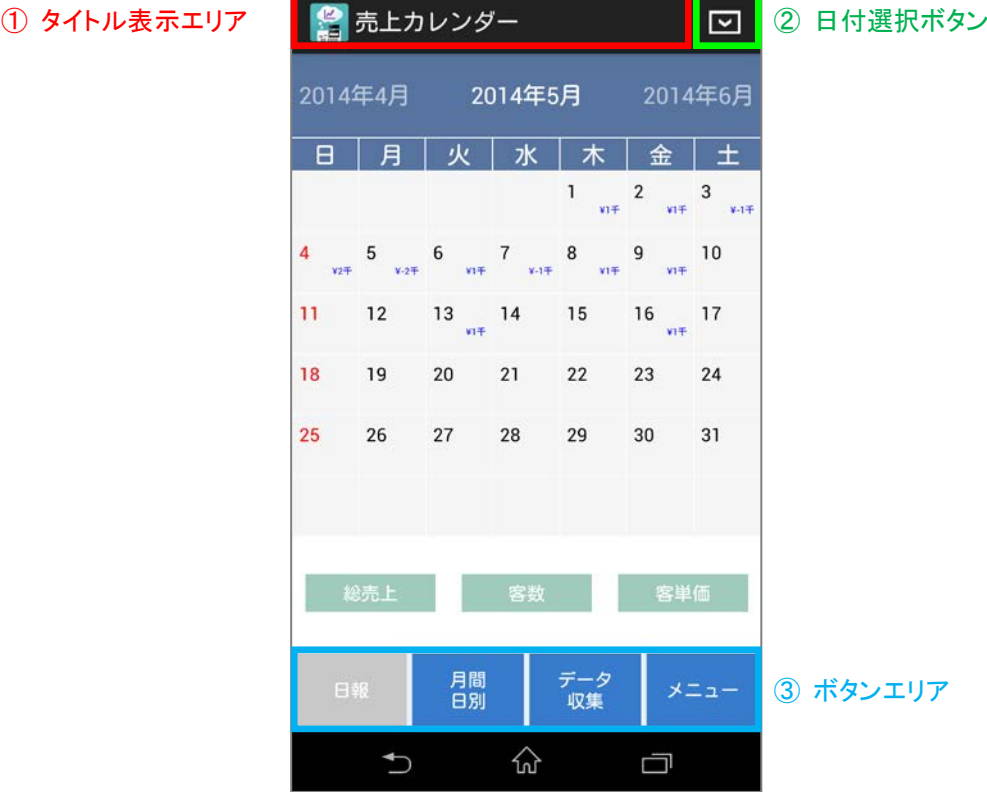 ① タイトル表示エリア
売上カレンダー
② 日付選択ボタン
2014年4月 2014年5月 2014年6月
日 月 火 水 木 金 土
1 2 3
¥1千 ¥1千 ¥-1千
4 5 6 7 8 9 10
¥2千 ¥-2千 ¥1千 ¥-1千 ¥1千 ¥1千
11 12 13 14 15 16 17
¥1千 ¥1千
18 19 20 21 22 23 24
25 26 27 28 29 30 31
総売上 客数 客単価
日報
月間
日別
データ
収集
メニュー
③ ボタンエリア